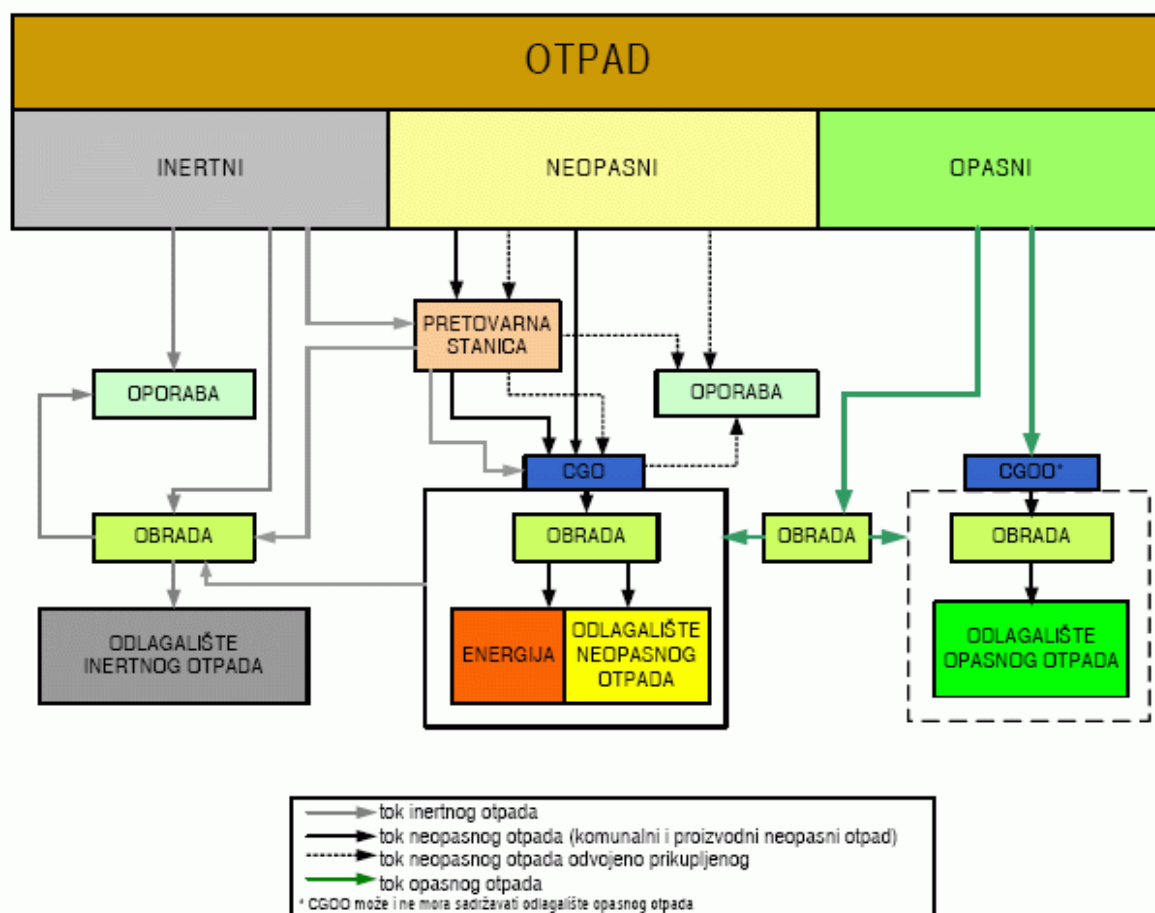 OTPAD
INERTNI
NEOPASNI
OPASNI
PRETOVARNA
STANICA
OPORABA
OPORABA
CGO
CGOO*
OBRADA
OBRADA
OBRADA
OBRADA
ODLAGALIŠTE
INERTNOG OTPADA
ENERGIJA
ODLAGALIŠTE
NEOPASNOG
OTPADA
ODLAGALIŠTE
OPASNOG OTPADA
tok inertnog otpada
tok neopasnog otpada (komunalni i proizvodni neopasni otpad)
tok neopasnog otpada odvojeno prikupljenog
tok opasnog otpada
* CGOO može i ne mora sadržavati odlagalište opasnog otpada